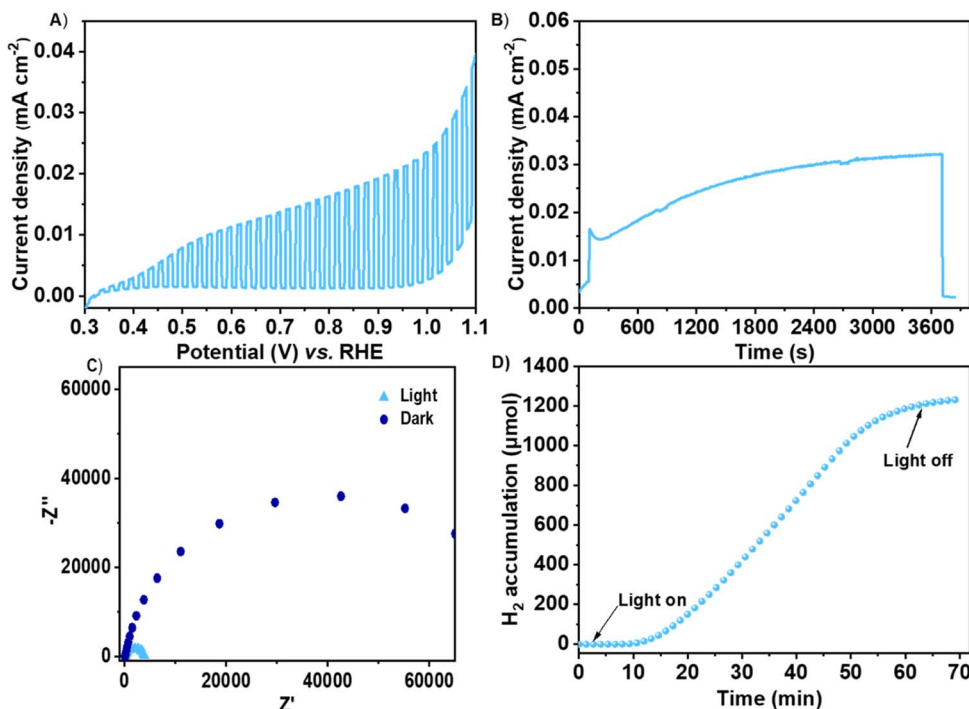 A)
Current density (mA cm⁻²)
0.04
0.03
0.02
0.01
0.00
0.3 0.4 0.5 0.6 0.7 0.8 0.9 1.0 1.1
Potential (V) vs. RHE
B)
Current density (mA cm⁻²)
0.06
0.05
0.04
0.03
0.02
0.01
0.00
0 600 1200 1800 2400 3000 3600
Time (s)
C)
-Z''
60000
40000
20000
0
Light
Dark
0 20000 40000 60000
Z'
D)
H₂ accumulation (μmol)
1400
1200
1000
800
600
400
200
0
Light on
Light off
0 10 20 30 40 50 60 70
Time (min)